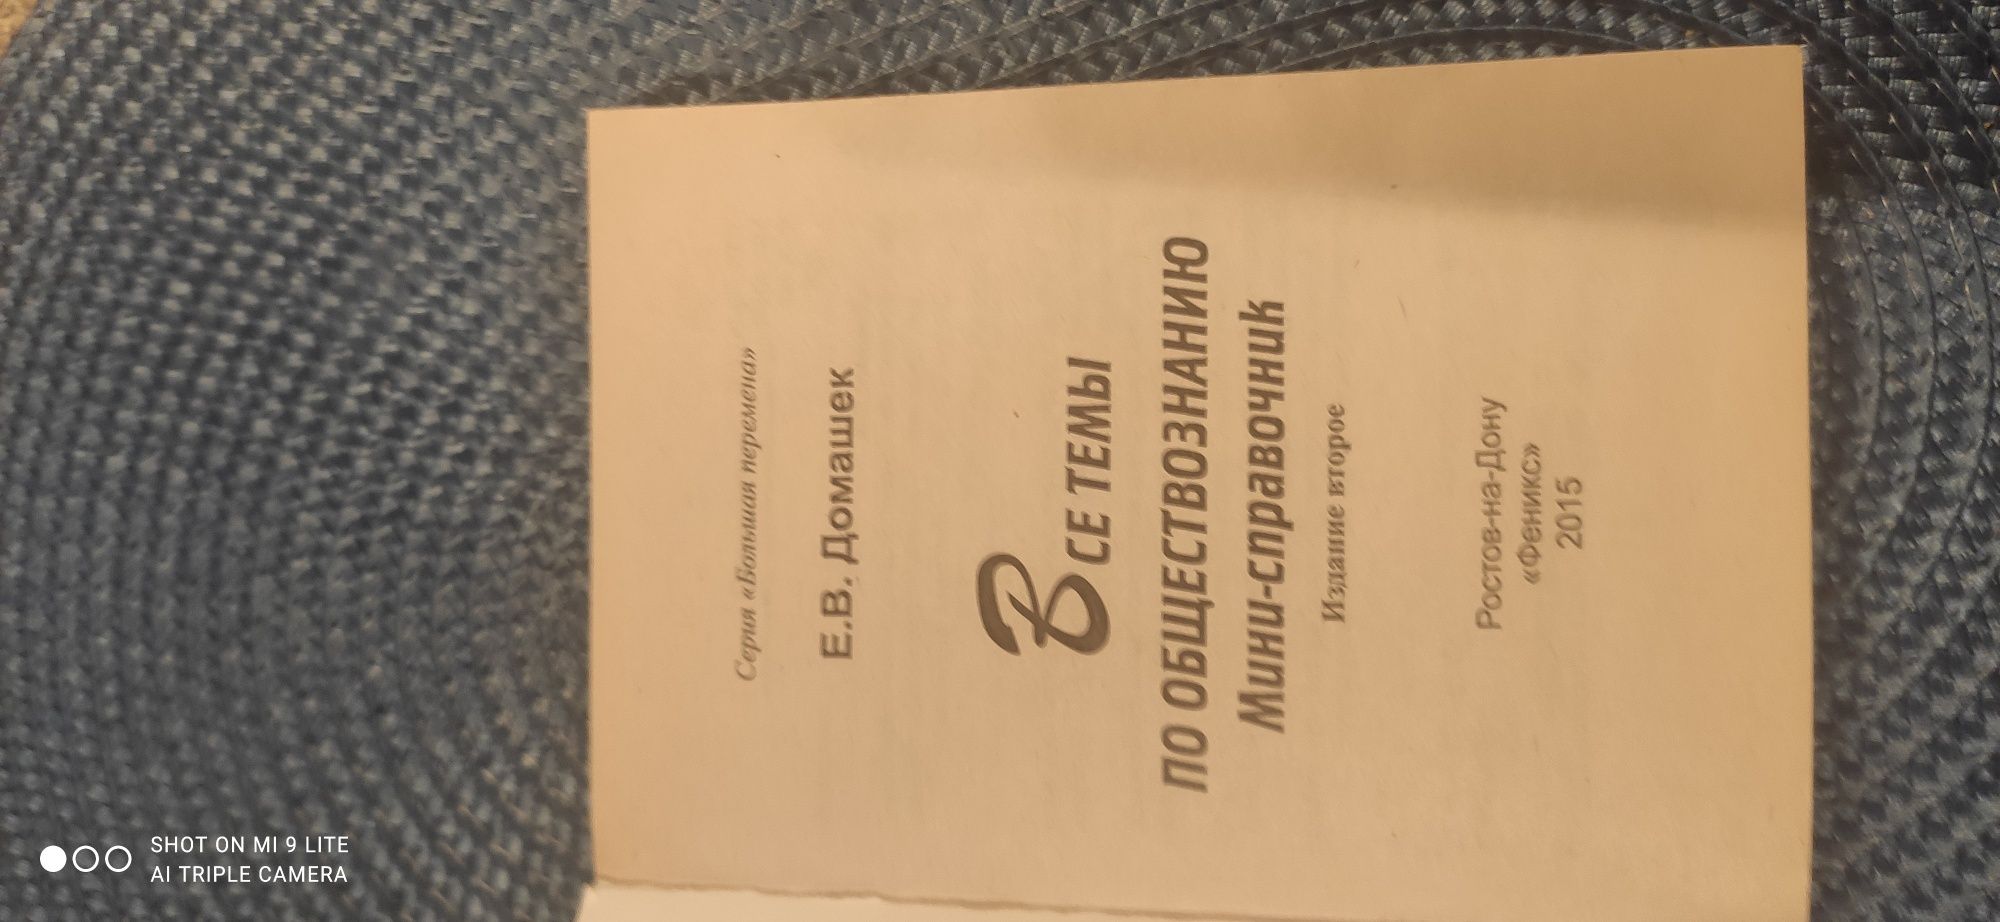 Серия «Большая перемена»
Е.В. Домашек
ВСЕ ТЕМЫ
ПО ОБЩЕСТВОЗНАНИЮ
Мини-справочник
Издание второе
Ростов-на-Дону
«Феникс»
2015
SHOT ON MI 9 LITE
AI TRIPLE CAMERA